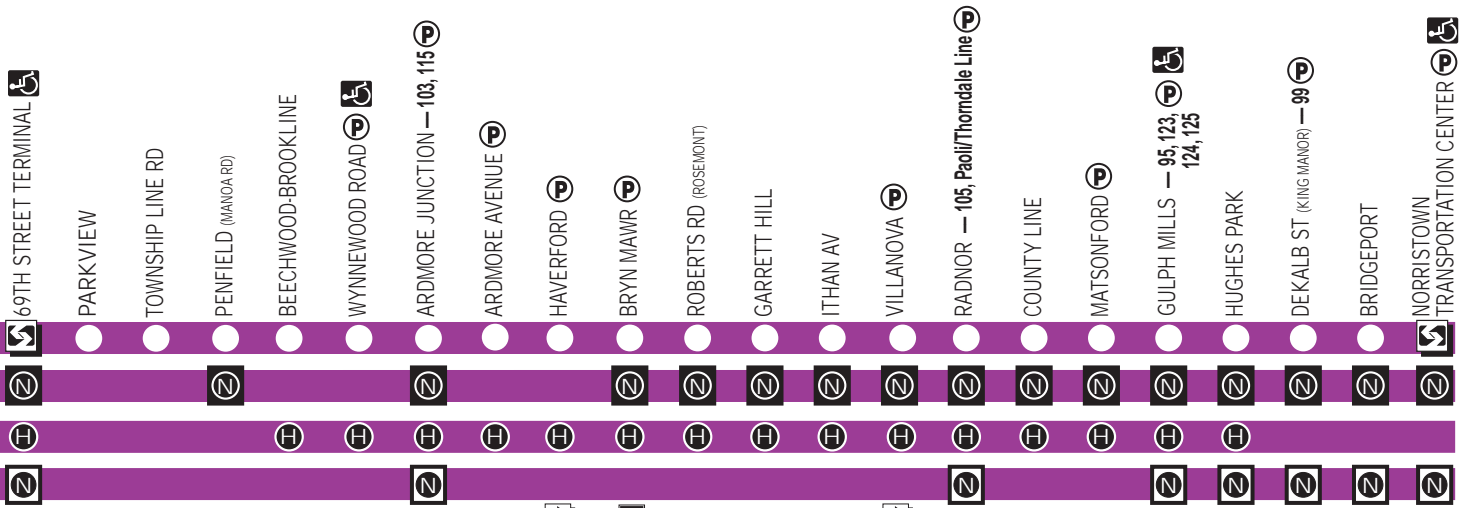 69TH STREET TERMINAL
PARKVIEW
TOWNSHIP LINE RD
PENFIELD (MANOA RD)
BEECHWOOD-BROOKLINE
WYNNEWOOD ROAD P
ARDMORE JUNCTION — 103, 115 P
ARDMORE AVENUE P
HAVERFORD P
BRYN MAWR P
ROBERTS RD (ROSEMONT)
GARRETT HILL
ITHAN AV
VILLANOVA P
RADNOR — 105, Paoli/Thorndale Line P
COUNTY LINE
MATSONFORD P
GULPH MILLS — 95, 123, P
124, 125
HUGHES PARK
DEKALB ST (KING MANOR) — 99 P
BRIDGEPORT
NORRISTOWN
TRANSPORTATION CENTER P
N N N N N N N N N N N N N N N N
H H H H H H H H H H H H H H H H
N N N N N N N N